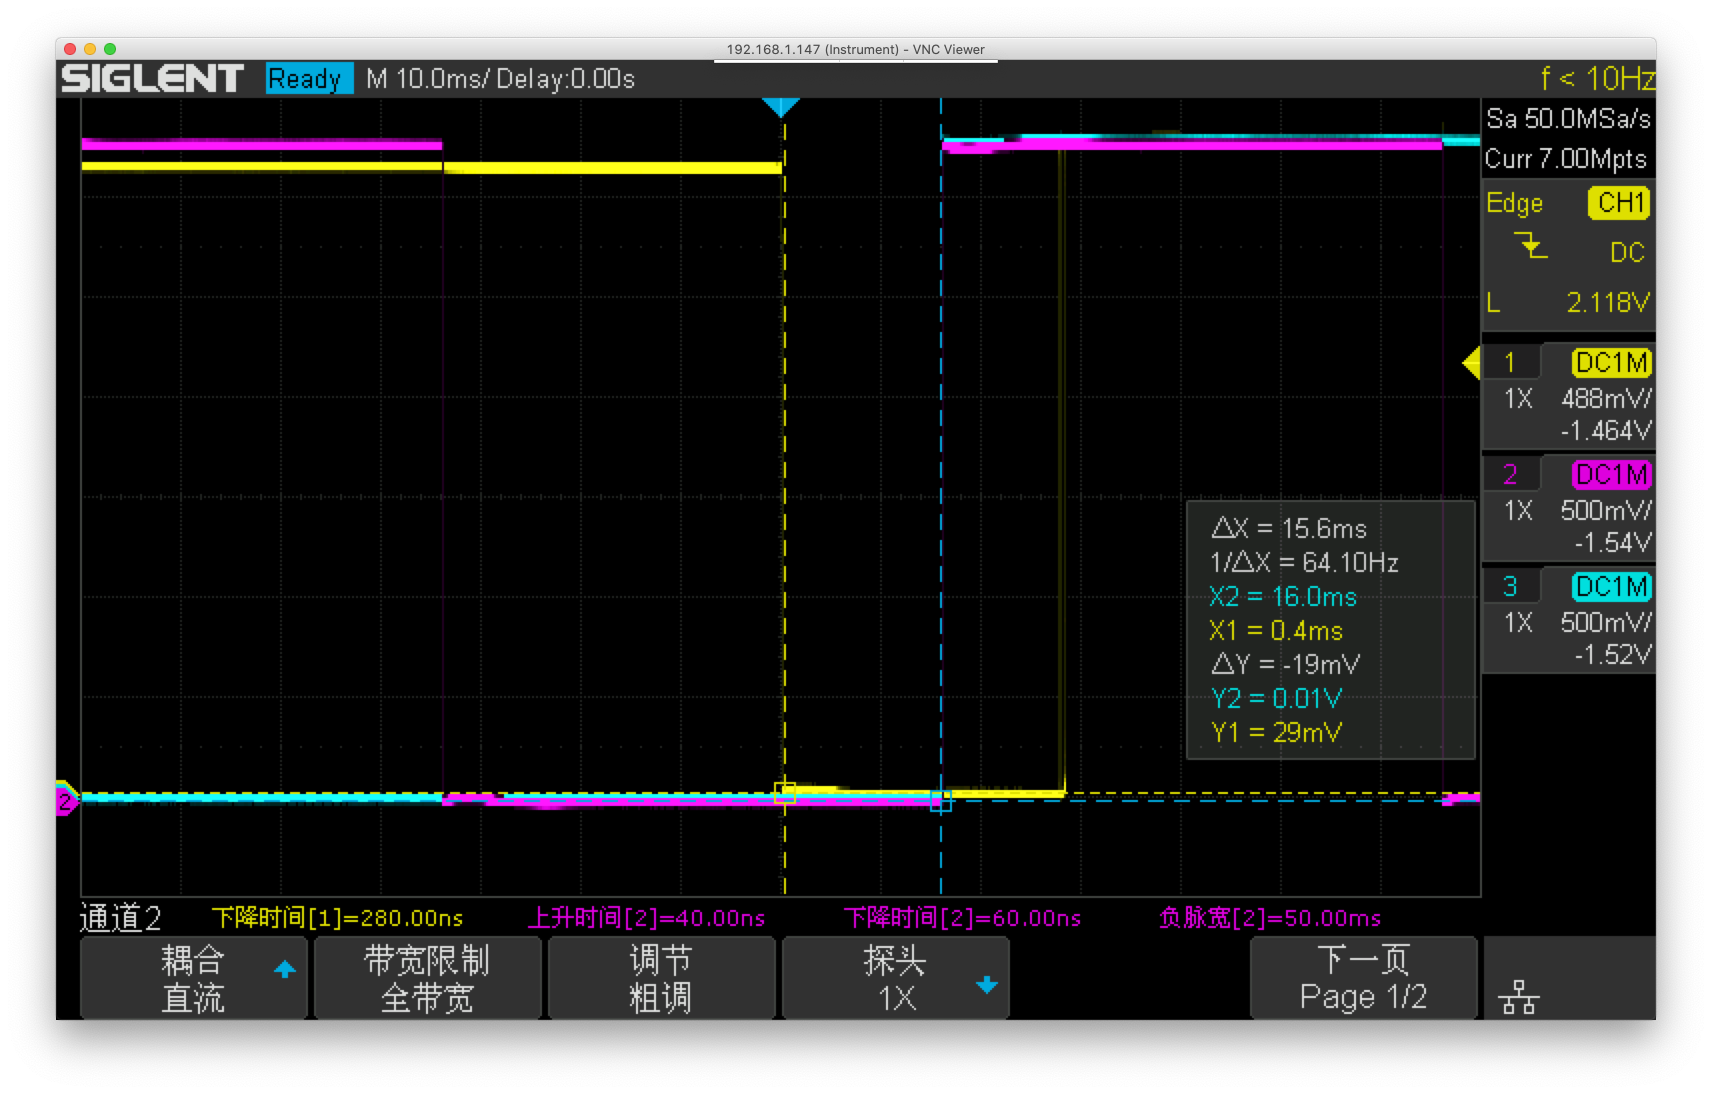 192.168.1.147 (Instrument) - VNC Viewer
SIGLENT Ready M 10.0ms/ Delay:0.00s f < 10Hz
Sa 50.0MSa/s
Curr 7.00Mpts
Edge CH1
DC
L 2.118V
1 DC1M
1X 488mV/
-1.464V
2 DC1M
1X 500mV/
-1.54V
3 DC1M
1X 500mV/
-1.52V
△X = 15.6ms
1/△X = 64.10Hz
X2 = 16.0ms
X1 = 0.4ms
△Y = -19mV
Y2 = 0.01V
Y1 = 29mV
2
通道2 下降时间[1]=280.00ns 上升时间[2]=40.00ns 下降时间[2]=60.00ns 负脉宽[2]=50.00ms
耦合
直流
带宽限制
全带宽
调节
粗调
探头
1X
下一页
Page 1/2